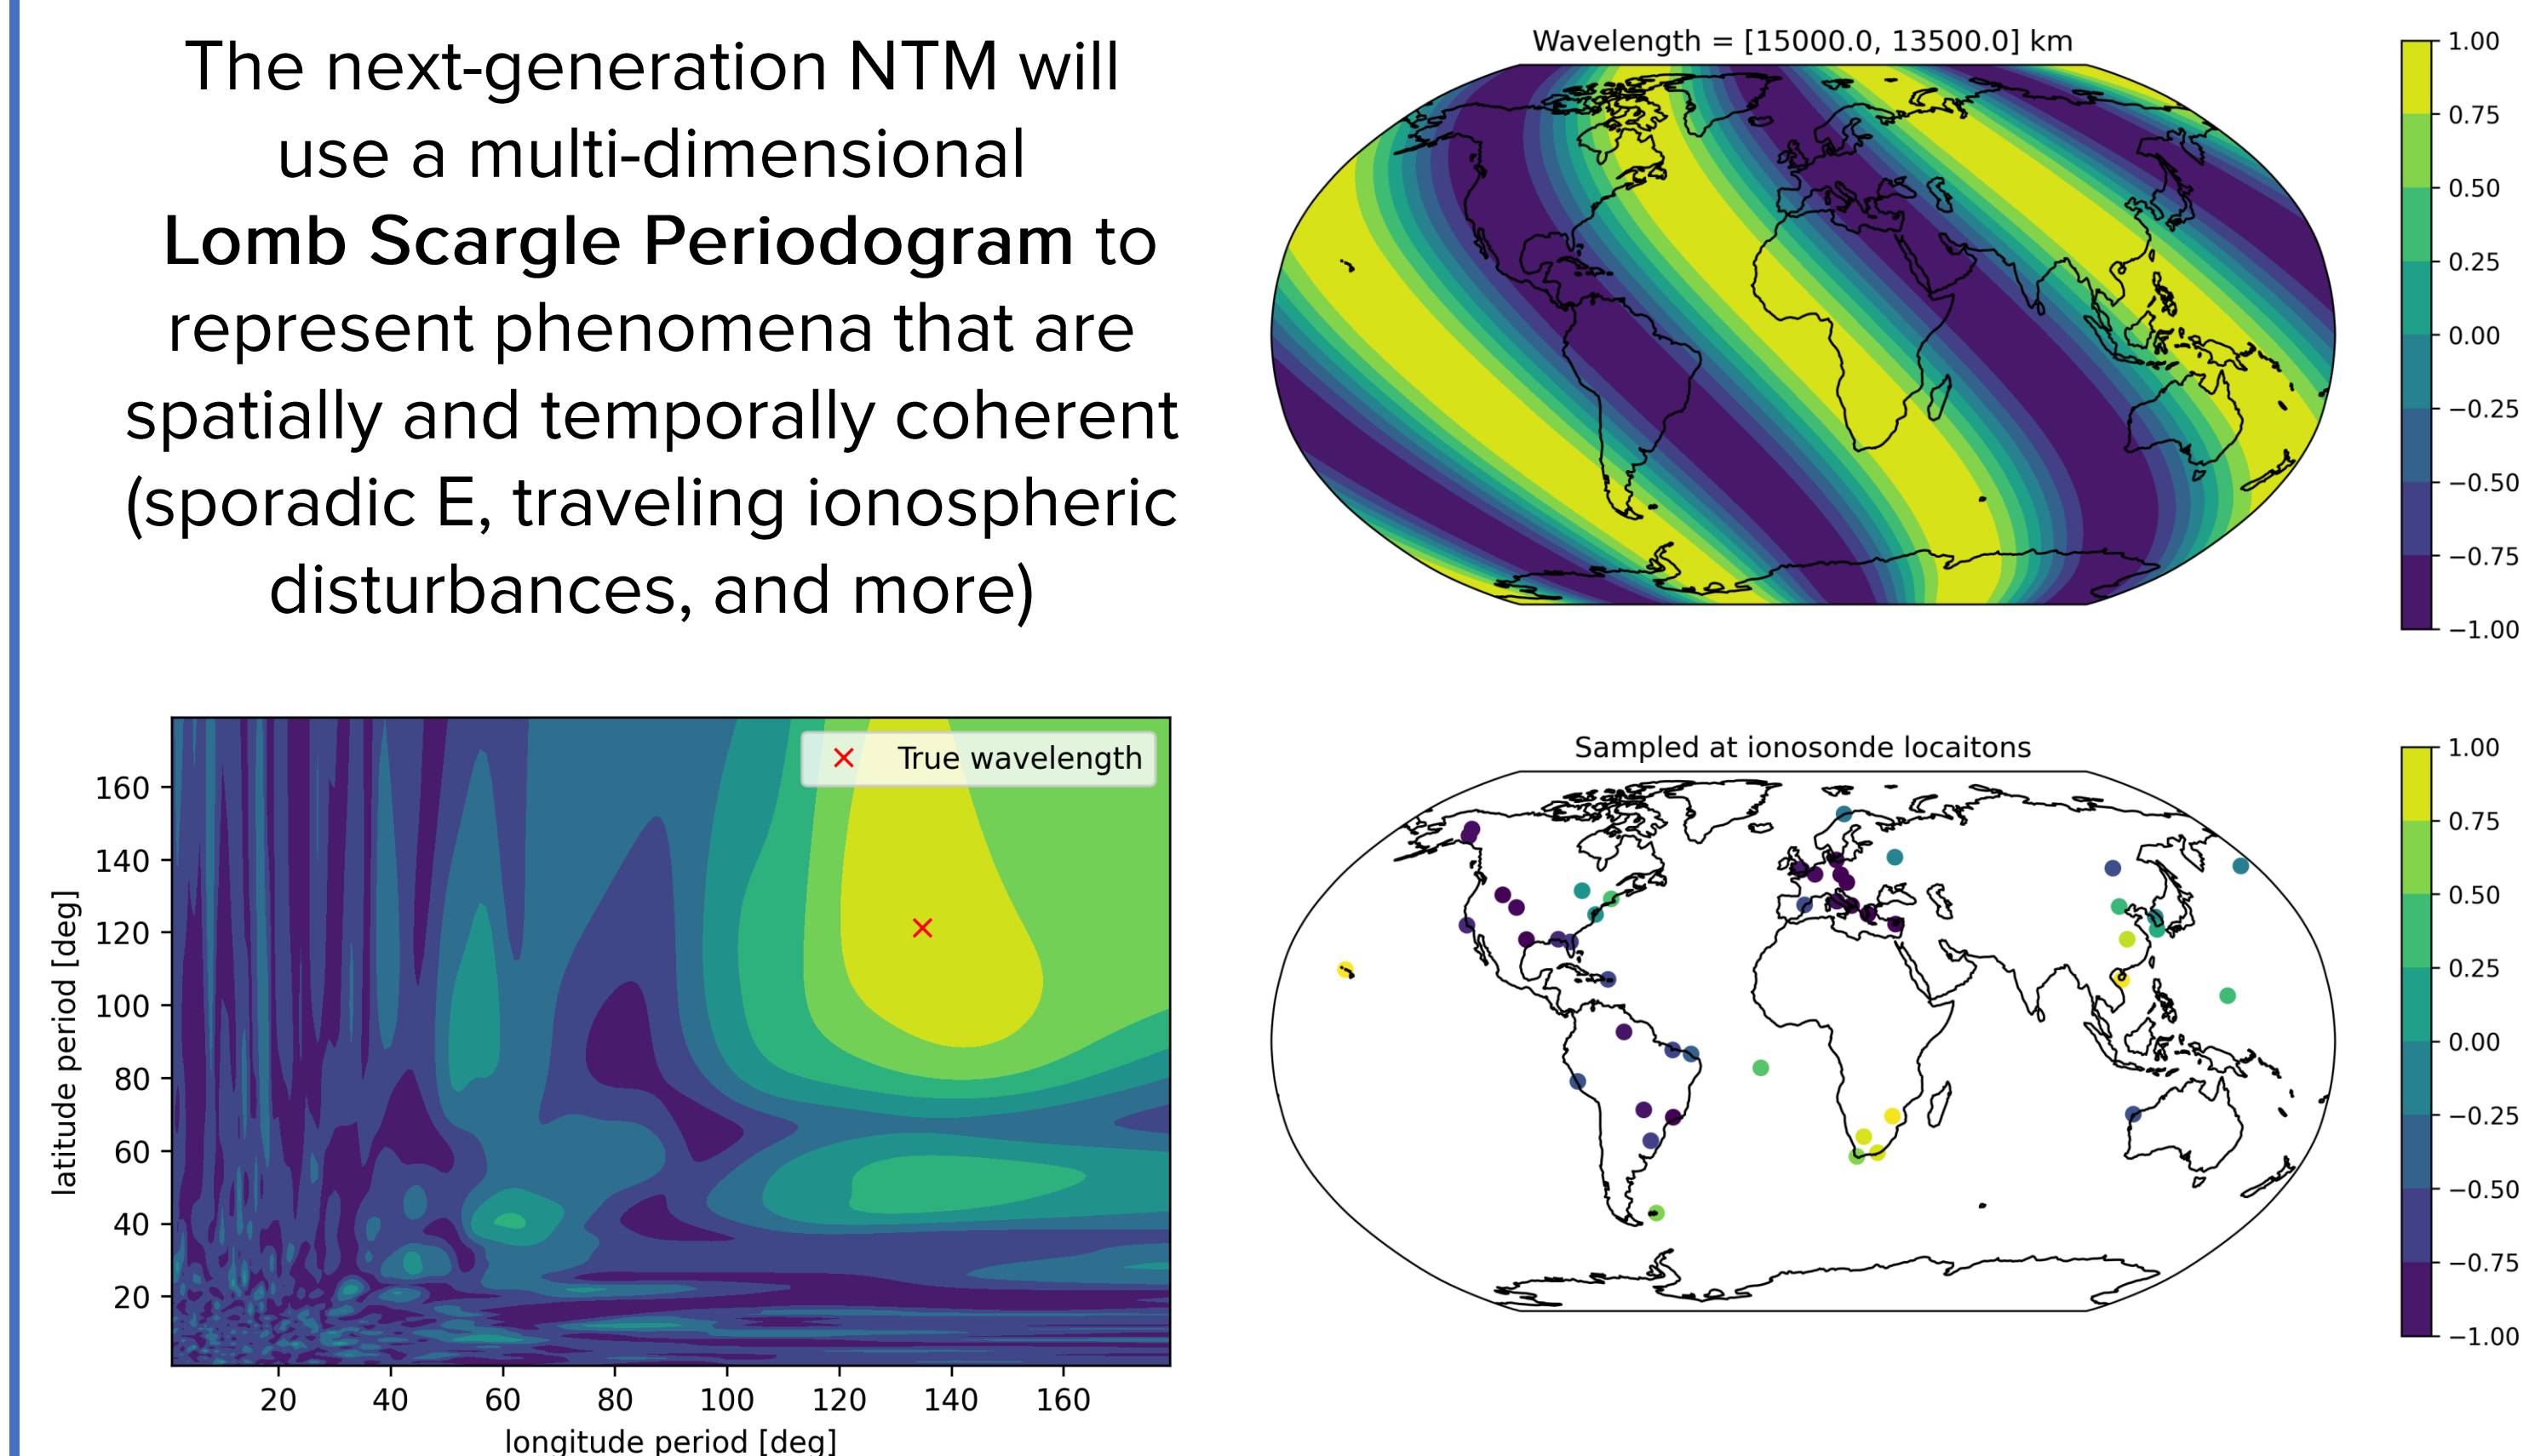 The next-generation NTM will
use a multi-dimensional
Lomb Scargle Periodogram to
represent phenomena that are
spatially and temporally coherent
(sporadic E, traveling ionospheric
disturbances, and more)
Wavelength = [15000.0, 13500.0] km
1.00
0.75
0.50
0.25
0.00
−0.25
−0.50
−0.75
−1.00
True wavelength
latitude period [deg]
160
140
120
100
80
60
40
20
20 40 60 80 100 120 140 160
longitude period [deg]
Sampled at ionosonde locaitons
1.00
0.75
0.50
0.25
0.00
−0.25
−0.50
−0.75
−1.00